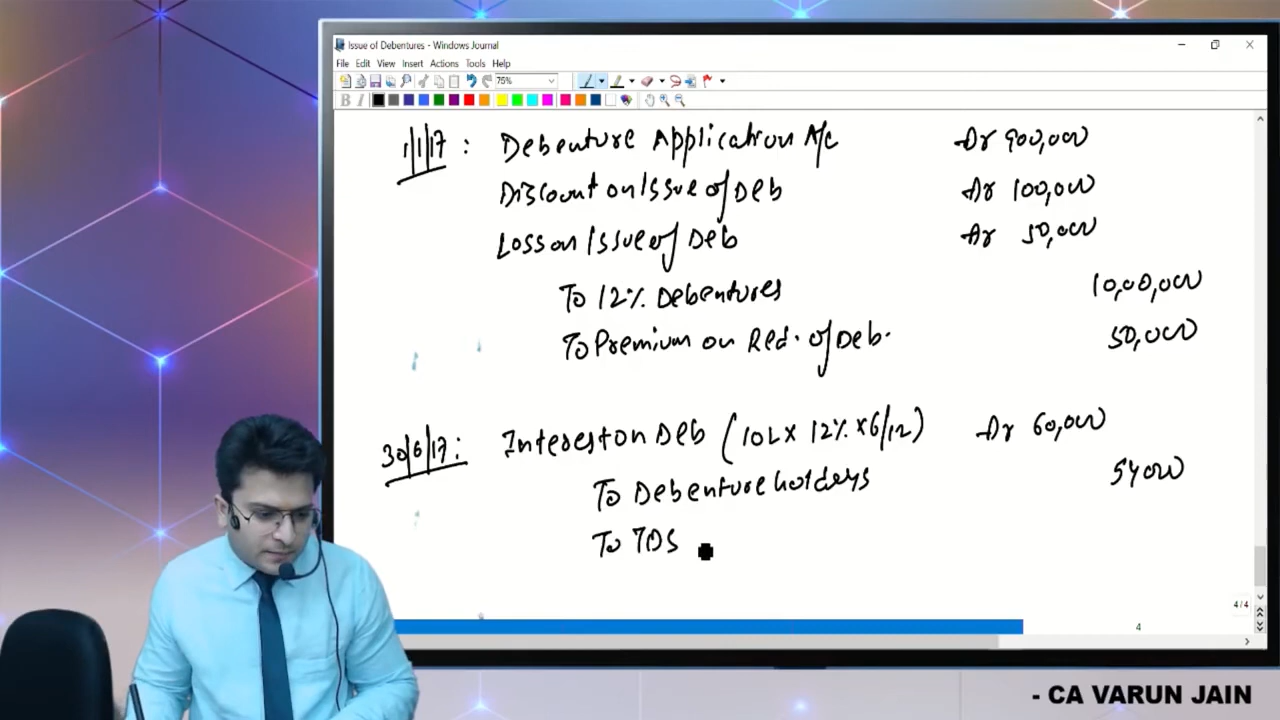 Issue of Debentures - Windows Journal
File Edit View Insert Actions Tools Help
75%
B I
1/1/17 : Debenture Application A/c Dr 900,000
Discount on Issue of Deb Dr 100,000
Loss on Issue of Deb Dr 50,000
To 12% Debentures 10,00,000
To Premium on Red. of Deb. 50,000
30/6/17 : Interest on Deb (10L x 12% x 6/12) Dr 60,000
To Debentureholders 54000
To TDS
4/4
4
- CA VARUN JAIN